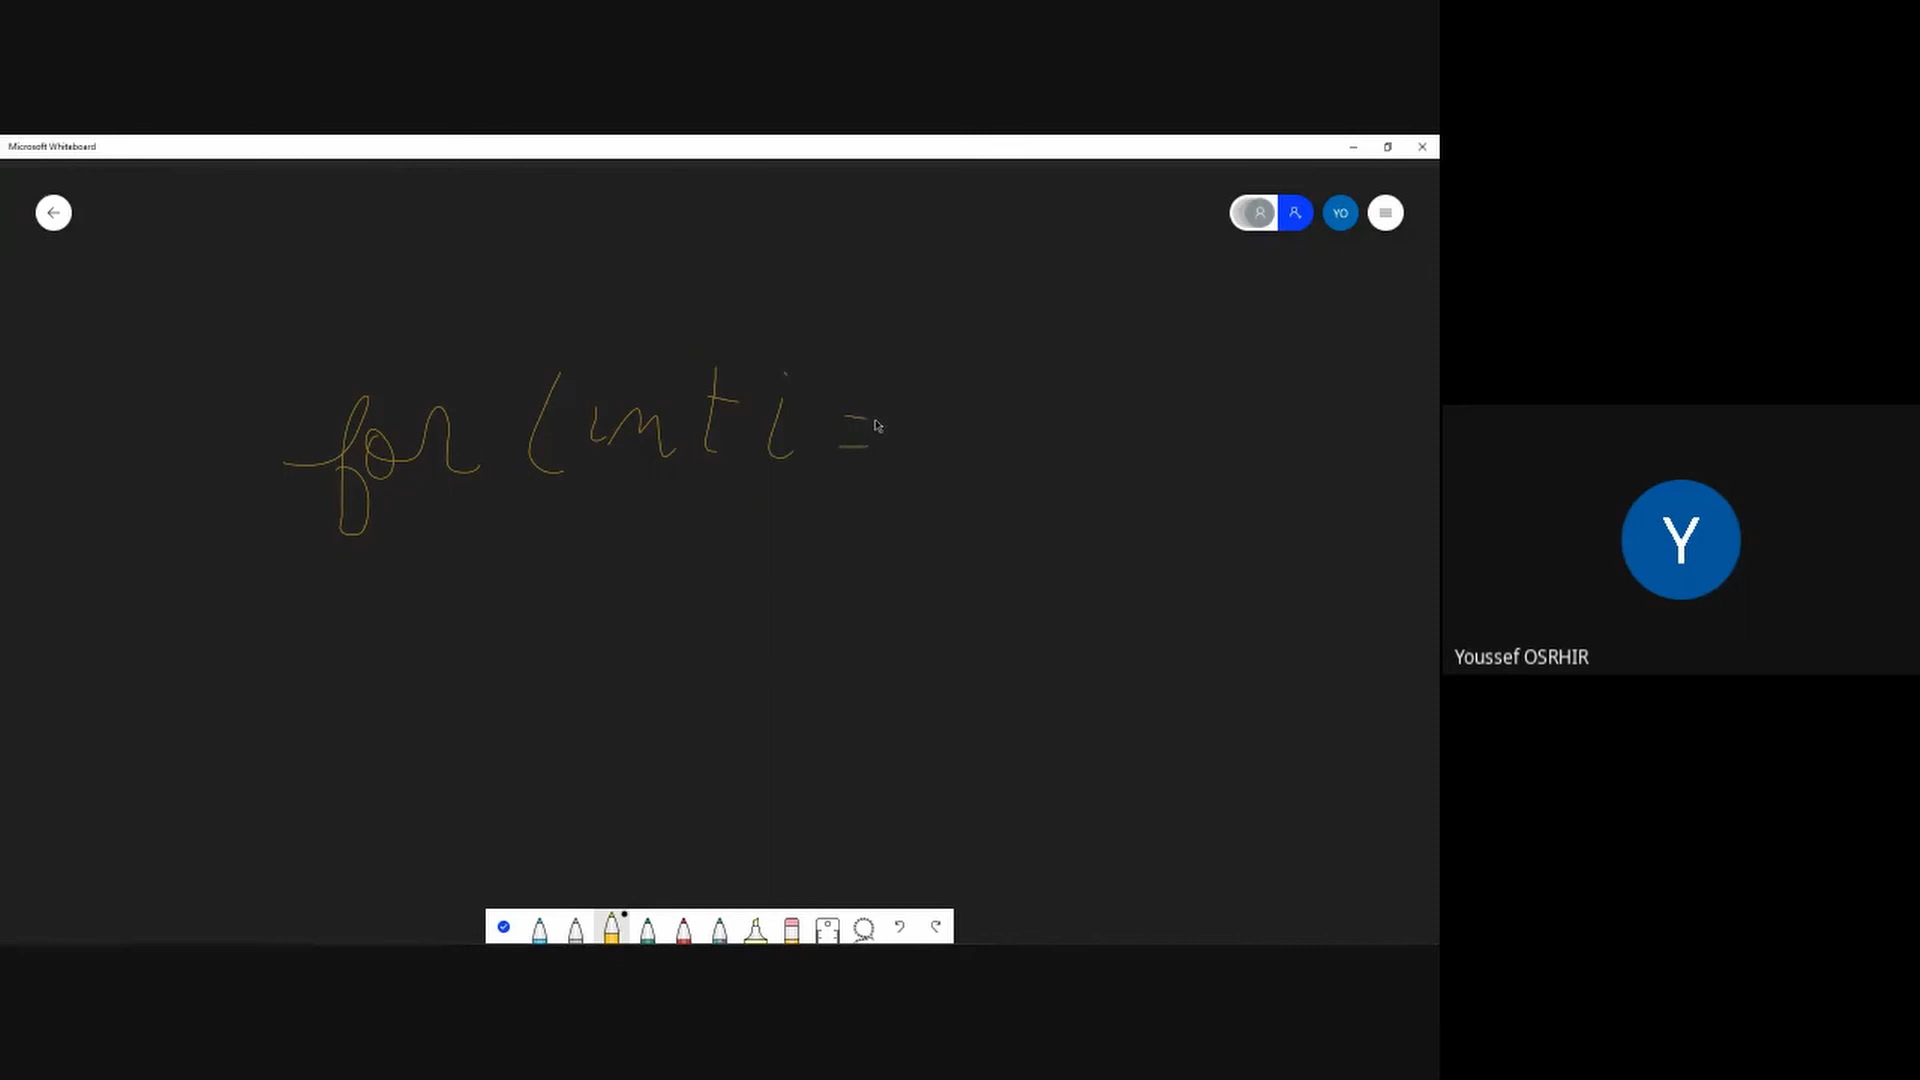 Microsoft Whiteboard
YO
for (int i =
Y
Youssef OSRHIR